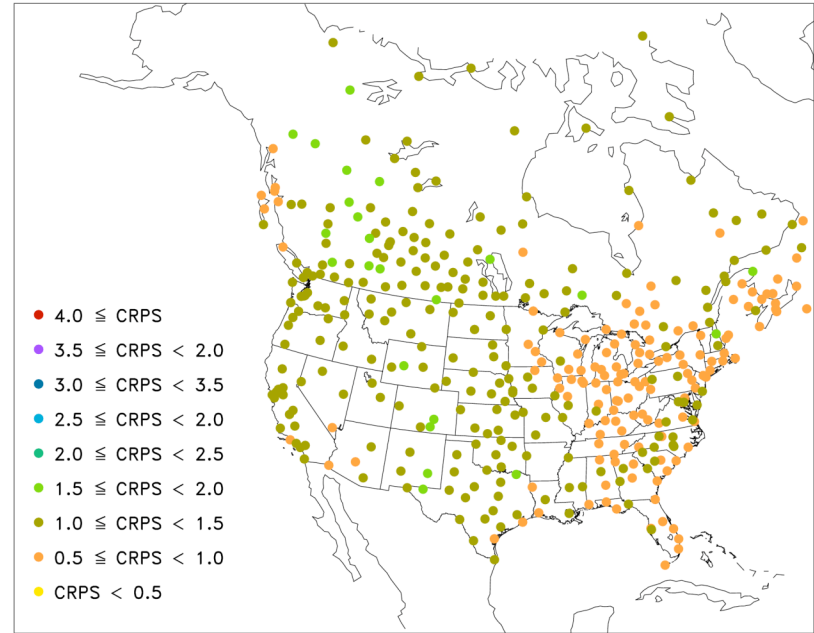 4.0 ≦ CRPS
3.5 ≦ CRPS < 2.0
3.0 ≦ CRPS < 3.5
2.5 ≦ CRPS < 2.0
2.0 ≦ CRPS < 2.5
1.5 ≦ CRPS < 2.0
1.0 ≦ CRPS < 1.5
0.5 ≦ CRPS < 1.0
CRPS < 0.5